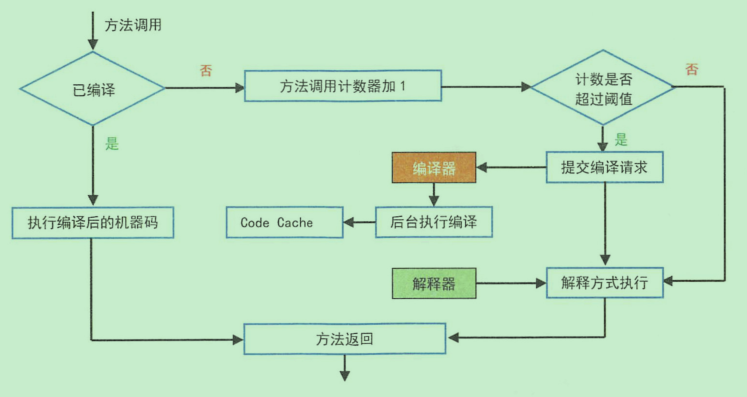 方法调用
已编译
否
方法调用计数器加 1
计数是否
超过阈值
否
是
是
编译器
提交编译请求
执行编译后的机器码
Code Cache
后台执行编译
解释器
解释方式执行
方法返回